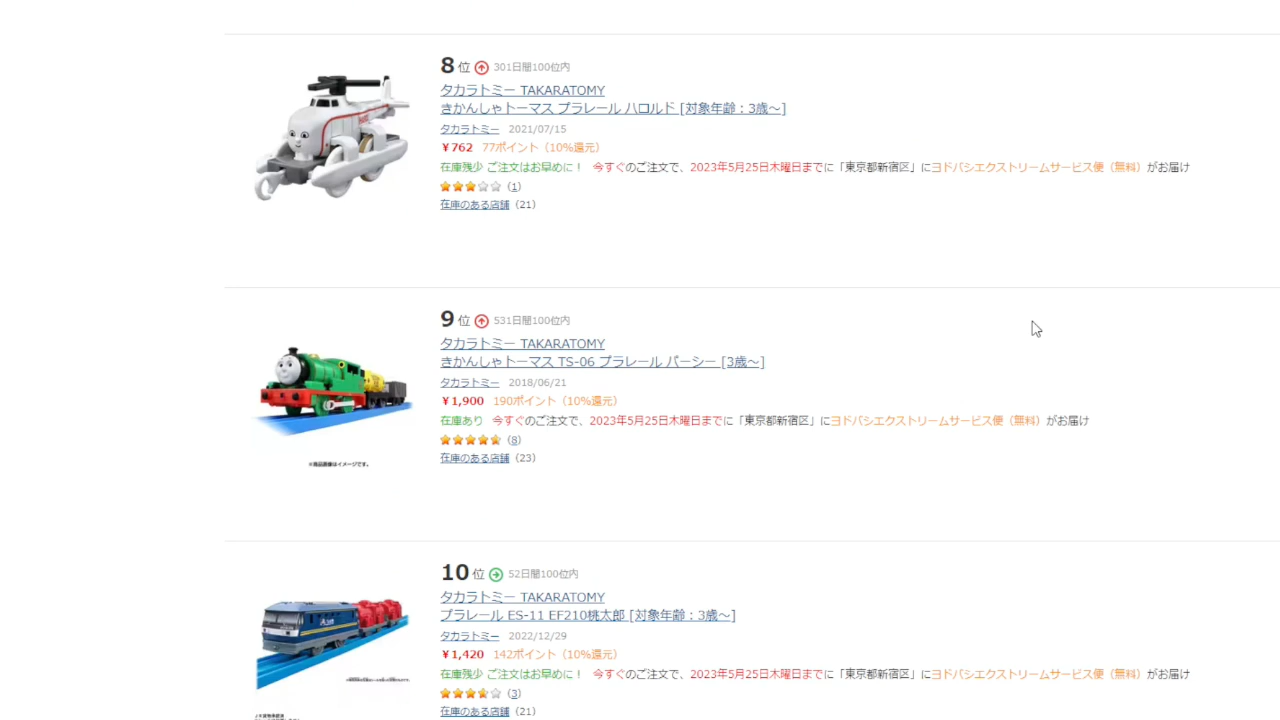 8 位 301日間100位内
タカラトミー TAKARATOMY
きかんしゃトーマス プラレール ハロルド [対象年齢：3歳～]
タカラトミー 2021/07/15
￥762 77ポイント（10%還元）
在庫残少 ご注文はお早めに！ 今すぐのご注文で、2023年5月25日木曜日までに「東京都新宿区」にヨドバシエクストリームサービス便（無料）がお届け
(1)
在庫のある店舗（21）
9 位 531日間100位内
タカラトミー TAKARATOMY
きかんしゃトーマス TS-06 プラレール パーシー [3歳～]
タカラトミー 2018/06/21
￥1,900 190ポイント（10%還元）
在庫あり 今すぐのご注文で、2023年5月25日木曜日までに「東京都新宿区」にヨドバシエクストリームサービス便（無料）がお届け
(8)
在庫のある店舗（23）
※商品画像はイメージです。
10 位 52日間100位内
タカラトミー TAKARATOMY
プラレール ES-11 EF210桃太郎 [対象年齢：3歳～]
タカラトミー 2022/12/29
￥1,420 142ポイント（10%還元）
在庫残少 ご注文はお早めに！ 今すぐのご注文で、2023年5月25日木曜日までに「東京都新宿区」にヨドバシエクストリームサービス便（無料）がお届け
(3)
在庫のある店舗（21）